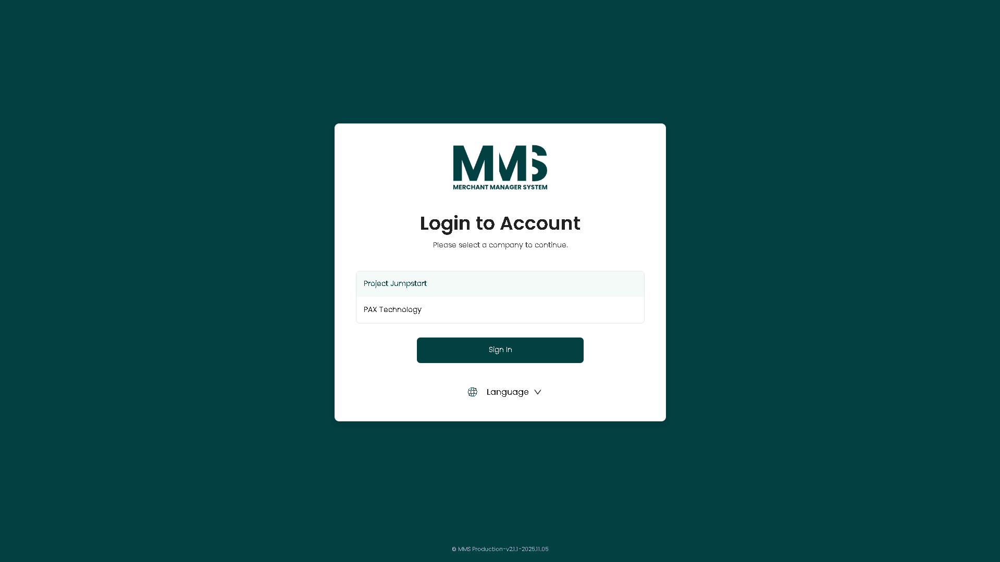 MMS
MERCHANT MANAGER SYSTEM
Login to Account
Please select a company to continue.
Project Jumpstart
PAX Technology
Sign In
Language
© MMS Production-v2.1.1-2025.11.05